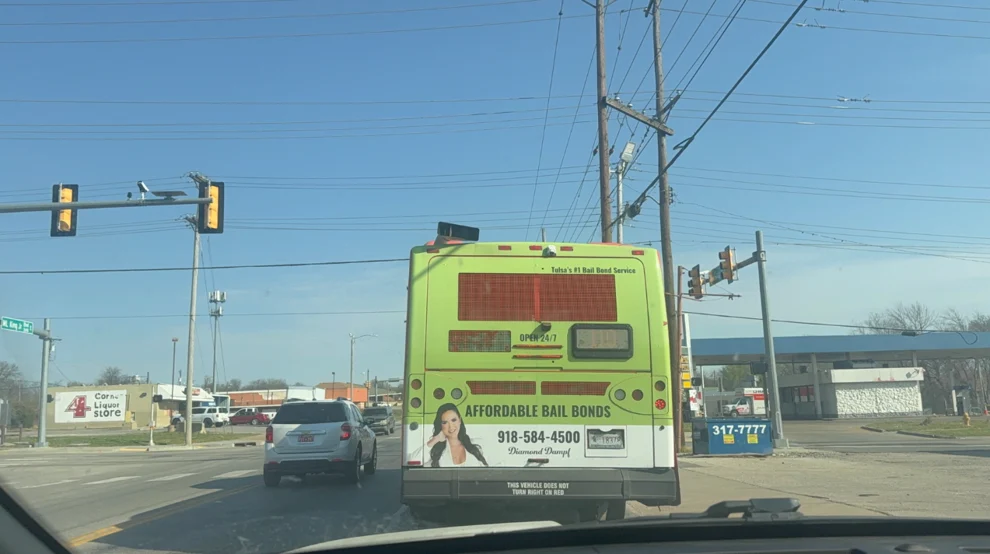 Tulsa's #1 Bail Bond Service
OPEN 24/7
AFFORDABLE BAIL BONDS
918-584-4500
Diamond Dumpf
THIS VEHICLE DOES NOT
TURN RIGHT ON RED
317-7777
4
Corner
Liquor
Store